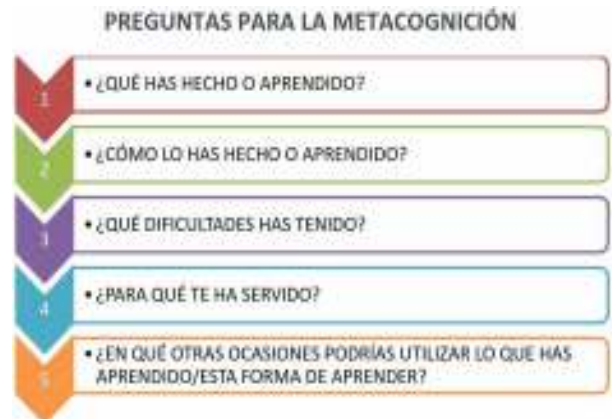 PREGUNTAS PARA LA METACOGNICIÓN
1
• ¿QUÉ HAS HECHO O APRENDIDO?
2
• ¿CÓMO LO HAS HECHO O APRENDIDO?
3
• ¿QUÉ DIFICULTADES HAS TENIDO?
4
• ¿PARA QUÉ TE HA SERVIDO?
5
• ¿EN QUÉ OTRAS OCASIONES PODRÍAS UTILIZAR LO QUE HAS
APRENDIDO/ESTA FORMA DE APRENDER?